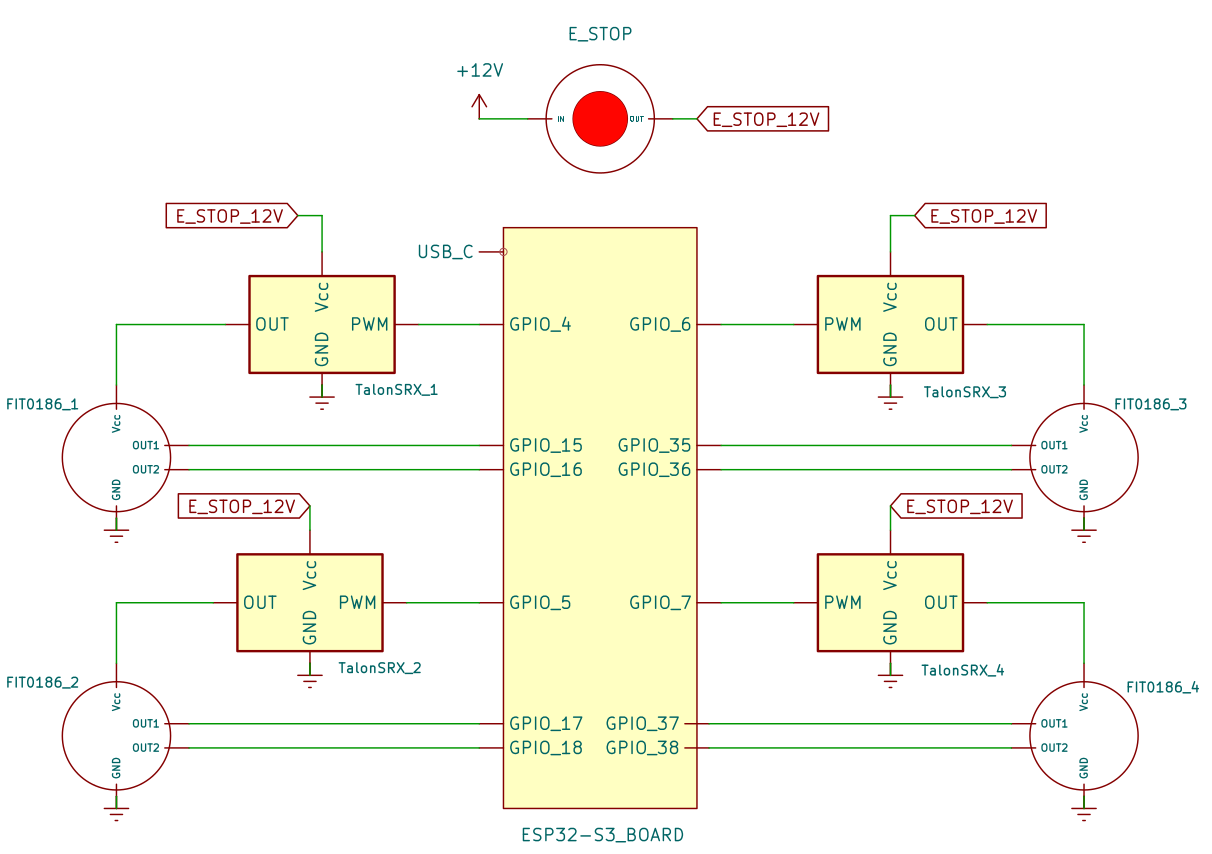 E_STOP
+12V
IN
OUT
E_STOP_12V
E_STOP_12V
E_STOP_12V
USB_C
Vcc
Vcc
OUT
PWM
GPIO_4
GPIO_6
PWM
OUT
GND
GND
TalonSRX_1
TalonSRX_3
FIT0186_1
FIT0186_3
Vcc
Vcc
OUT1
GPIO_15
GPIO_35
OUT1
OUT2
GPIO_16
GPIO_36
OUT2
GND
GND
E_STOP_12V
E_STOP_12V
Vcc
Vcc
OUT
PWM
GPIO_5
GPIO_7
PWM
OUT
GND
GND
TalonSRX_2
TalonSRX_4
FIT0186_2
FIT0186_4
Vcc
Vcc
OUT1
GPIO_17
GPIO_37
OUT1
OUT2
GPIO_18
GPIO_38
OUT2
GND
GND
ESP32-S3_BOARD